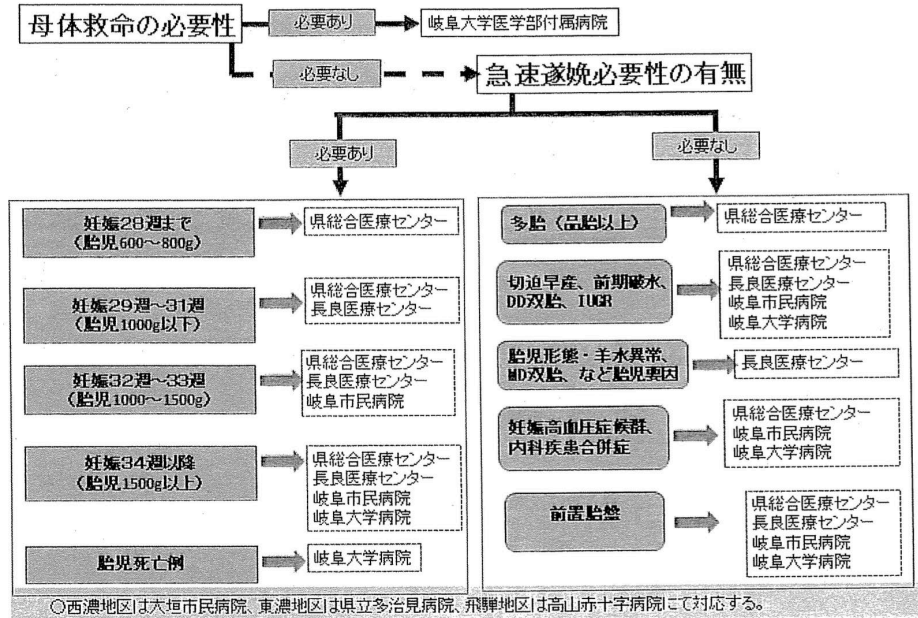 母体救命の必要性
必要あり
岐阜大学医学部付属病院
必要なし
急速遂娩必要性の有無
必要あり
必要なし
妊娠28週まで
(胎児600～800g)
県総合医療センター
妊娠29週～31週
(胎児1000g以下)
県総合医療センター
長良医療センター
妊娠32週～33週
(胎児1000～1500g)
県総合医療センター
長良医療センター
岐阜市民病院
妊娠34週以降
(胎児1500g以上)
県総合医療センター
長良医療センター
岐阜市民病院
岐阜大学病院
胎児死亡例
岐阜大学病院
多胎(品胎以上)
県総合医療センター
切迫早産、前期破水、
DD双胎、IUGR
県総合医療センター
長良医療センター
岐阜市民病院
岐阜大学病院
胎児形態・羊水異常、
MD双胎、など胎児要因
長良医療センター
妊娠高血圧症候群、
内科疾患合併症
県総合医療センター
岐阜市民病院
岐阜大学病院
前置胎盤
県総合医療センター
長良医療センター
岐阜市民病院
岐阜大学病院
〇西濃地区は大垣市民病院、東濃地区は県立多治見病院、飛騨地区は高山赤十字病院にて対応する。